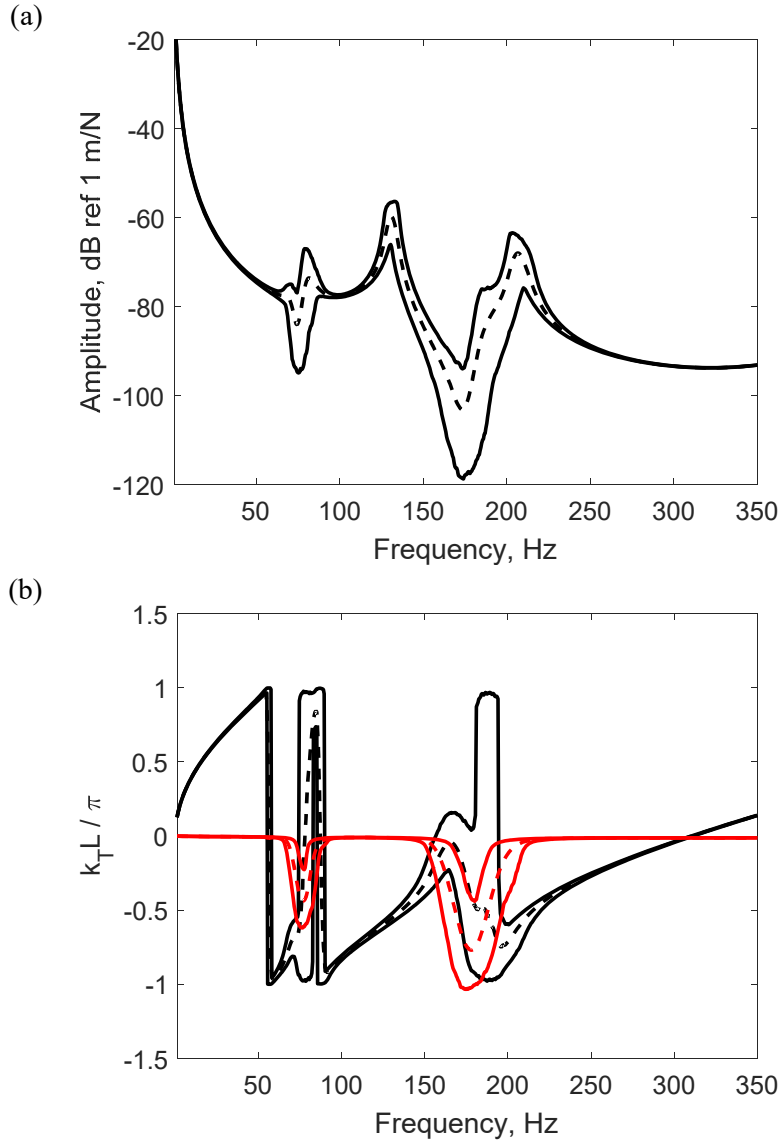 (a)
-20
-40
-60
-80
-100
-120
Amplitude, dB ref 1 m/N
50 100 150 200 250 300 350
Frequency, Hz
(b)
1.5
1
0.5
0
-0.5
-1
-1.5
k_T L / π
50 100 150 200 250 300 350
Frequency, Hz